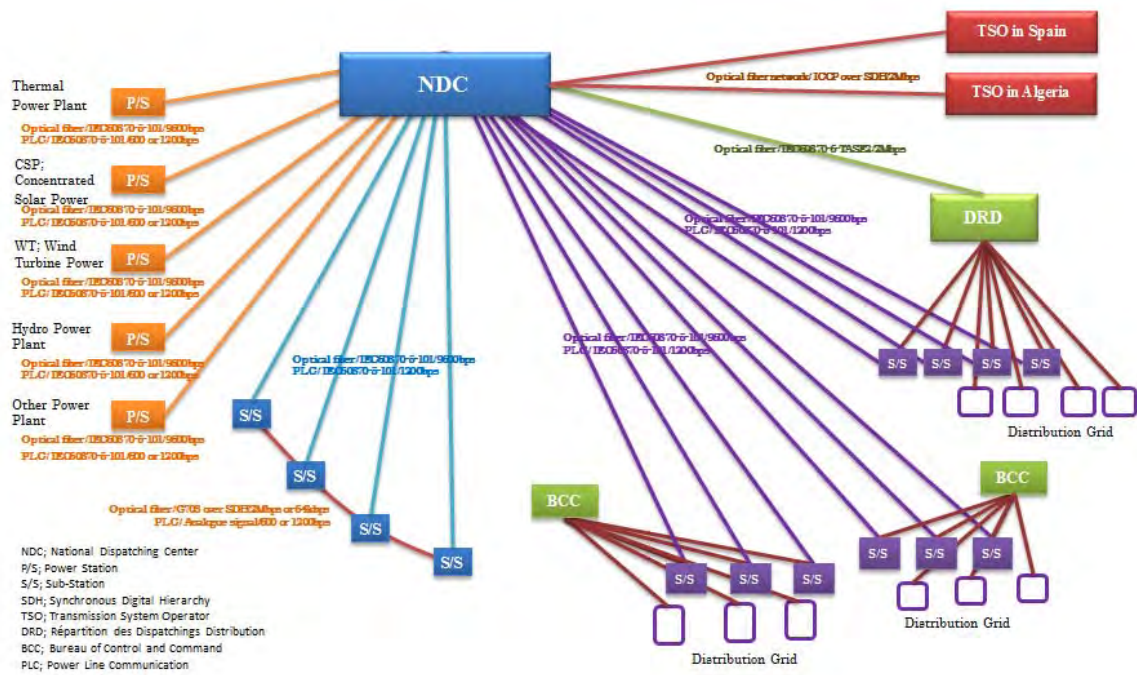 TSO in Spain
NDC
Optical fiber network/ ICCP over SDH/2Mbps
TSO in Algeria
Thermal
Power Plant
P/S
Optical fiber/IEC60870-5-101/9600bps
PLC/IEC60870-5-101/600 or 1200bps
CSP;
Concentrated
Solar Power
P/S
Optical fiber/IEC60870-5-101/9600bps
PLC/IEC60870-5-101/600 or 1200bps
WT; Wind
Turbine Power
P/S
Optical fiber/IEC60870-5-101/9600bps
PLC/IEC60870-5-101/600 or 1200bps
Hydro Power
Plant
P/S
Optical fiber/IEC60870-5-101/9600bps
PLC/IEC60870-5-101/600 or 1200bps
Other Power
Plant
P/S
Optical fiber/IEC60870-5-101/9600bps
PLC/IEC60870-5-101/600 or 1200bps
Optical fiber/IEC60870-5-101/9600bps
PLC/IEC60870-5-101/1200bps
S/S
S/S
S/S
S/S
Optical fiber/G703 over SDH/2Mbps or
PLC/ Analogue signal/600 or 1200bps
Optical fiber/IEC60870-6-TASE2/2Mbps
DRD
Optical fiber/IEC60870-5-101/9600bps
PLC/IEC60870-5-101/1200bps
S/S
S/S
S/S
S/S
Distribution Grid
Optical fiber/IEC60870-5-101/9600bps
PLC/IEC60870-5-101/1200bps
BCC
S/S
S/S
S/S
Distribution Grid
BCC
S/S
S/S
S/S
Distribution Grid
NDC; National Dispatching Center
P/S; Power Station
S/S; Sub-Station
SDH; Synchronous Digital Hierarchy
TSO; Transmission System Operator
DRD; Répartition des Dispatchings Distribution
BCC; Bureau of Control and Command
PLC; Power Line Communication